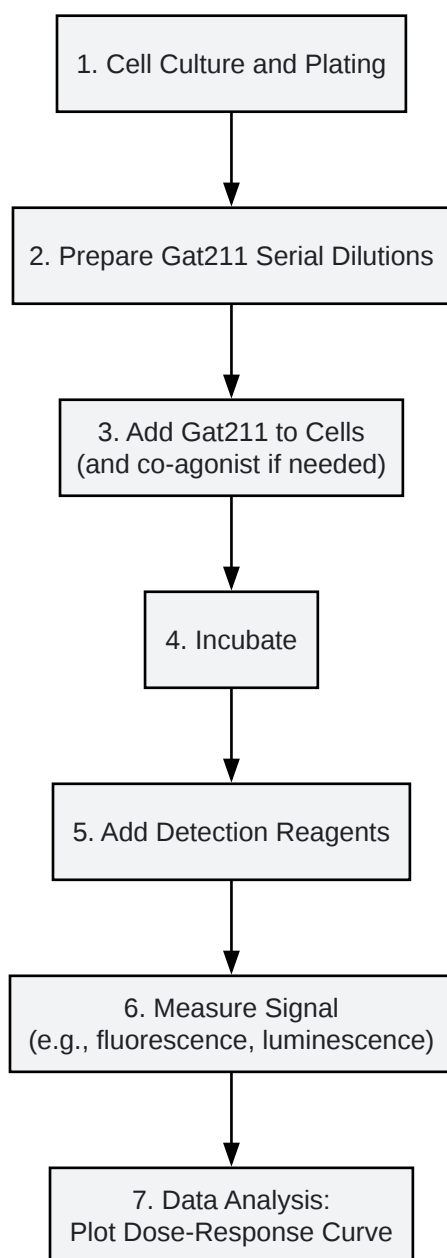 1. Cell Culture and Plating
2. Prepare Gat211 Serial Dilutions
3. Add Gat211 to Cells
(and co-agonist if needed)
4. Incubate
5. Add Detection Reagents
6. Measure Signal
(e.g., fluorescence, luminescence)
7. Data Analysis:
Plot Dose-Response Curve